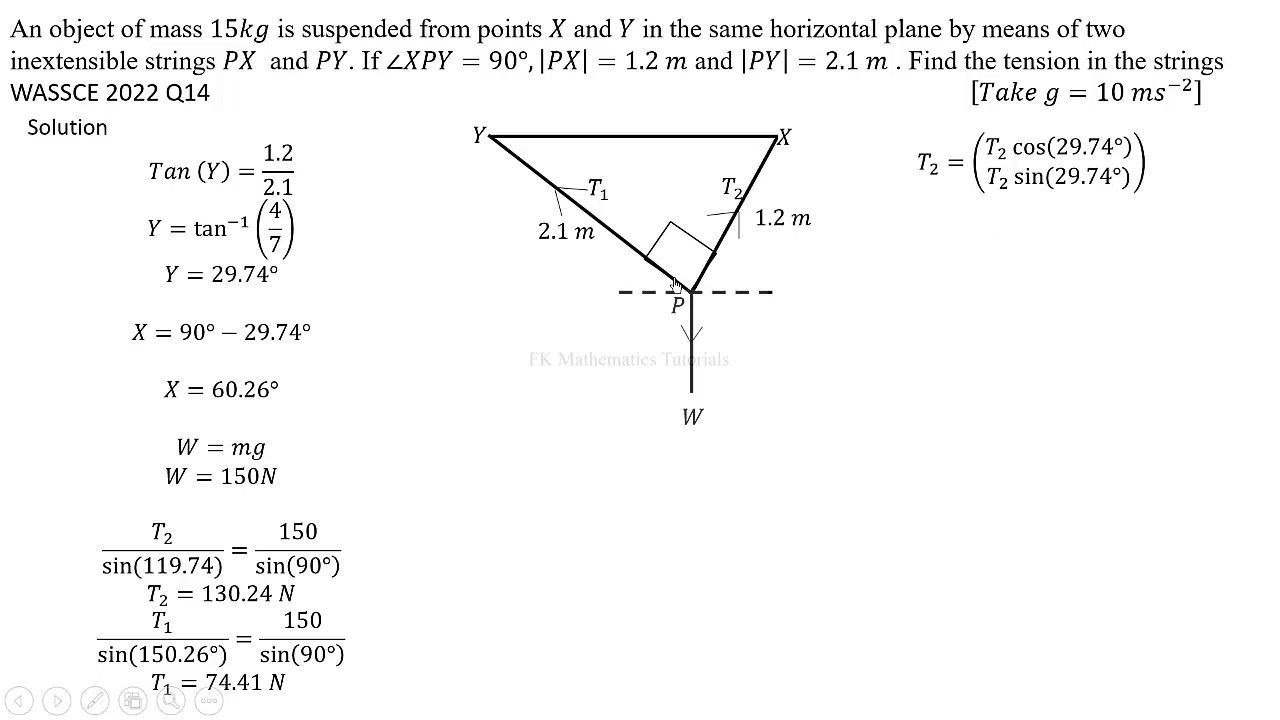 An object of mass 15kg is suspended from points X and Y in the same horizontal plane by means of two
inextensible strings PX and PY. If ∠XPY = 90°, |PX| = 1.2 m and |PY| = 2.1 m . Find the tension in the strings
WASSCE 2022 Q14 [Take g = 10 ms⁻²]
Solution
Tan (Y) = 1.2/2.1
Y = tan⁻¹ (4/7)
Y = 29.74°
X = 90° − 29.74°
X = 60.26°
W = mg
W = 150N
T₂/sin(119.74) = 150/sin(90°)
T₂ = 130.24 N
T₁/sin(150.26°) = 150/sin(90°)
T₁ = 74.41 N
Y X
T₁ T₂
2.1 m 1.2 m
P
FK Mathematics Tutorials
W
T₂ = (T₂ cos(29.74°)
T₂ sin(29.74°))